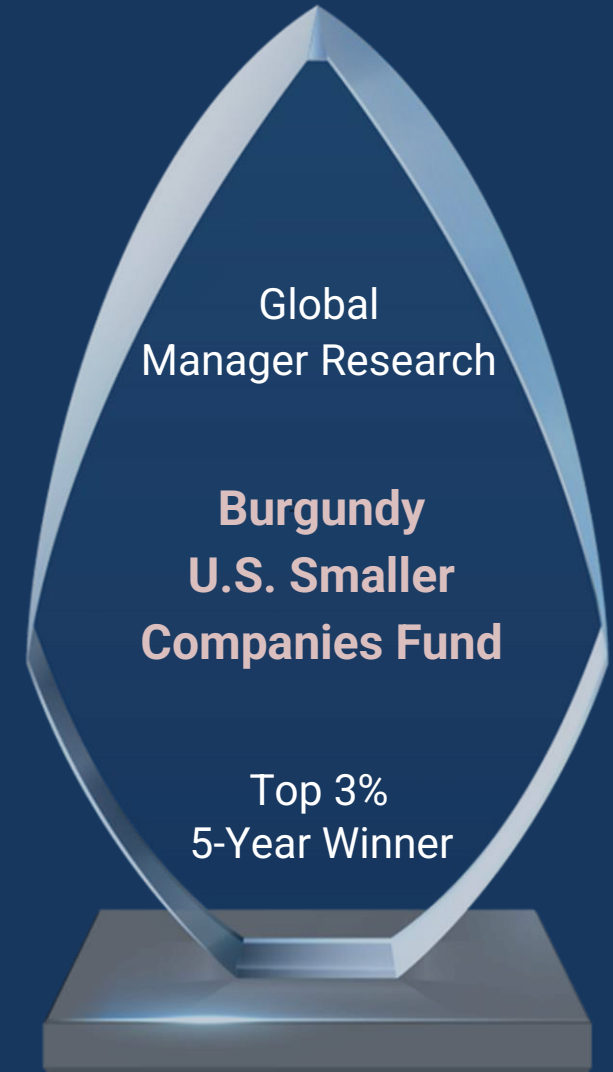 Global
Manager Research
Burgundy
U.S. Smaller
Companies Fund
Top 3%
5-Year Winner